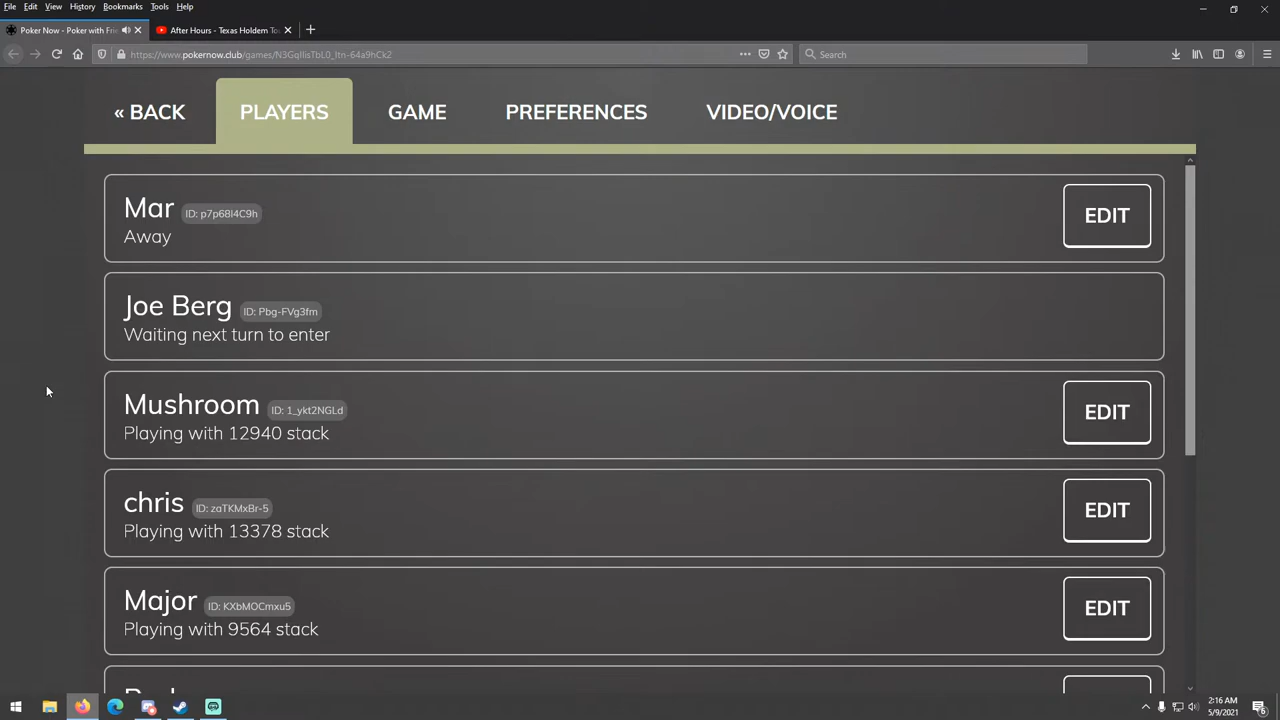 File Edit View History Bookmarks Tools Help
Poker Now - Poker with Frie
After Hours - Texas Holdem To
https://www.pokernow.club/games/N3GqIlisTbL0_Itn-64a9hCk2
Search
« BACK
PLAYERS
GAME
PREFERENCES
VIDEO/VOICE
Mar ID: p7p68I4C9h
Away
EDIT
Joe Berg ID: Pbg-FVg3fm
Waiting next turn to enter
Mushroom ID: 1_ykt2NGLd
Playing with 12940 stack
EDIT
chris ID: zaTKMxBr-5
Playing with 13378 stack
EDIT
Major ID: KXbMOCmxu5
Playing with 9564 stack
EDIT
2:16 AM
5/9/2021